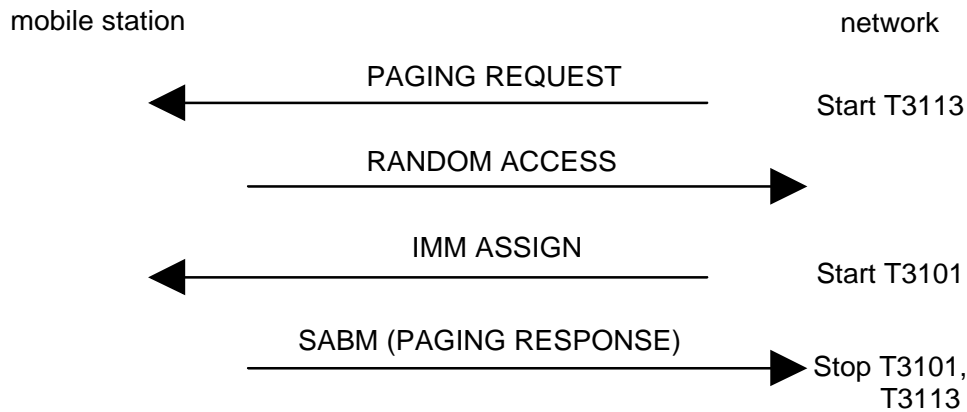 mobile station
network
PAGING REQUEST
Start T3113
RANDOM ACCESS
IMM ASSIGN
Start T3101
SABM (PAGING RESPONSE)
Stop T3101,
T3113